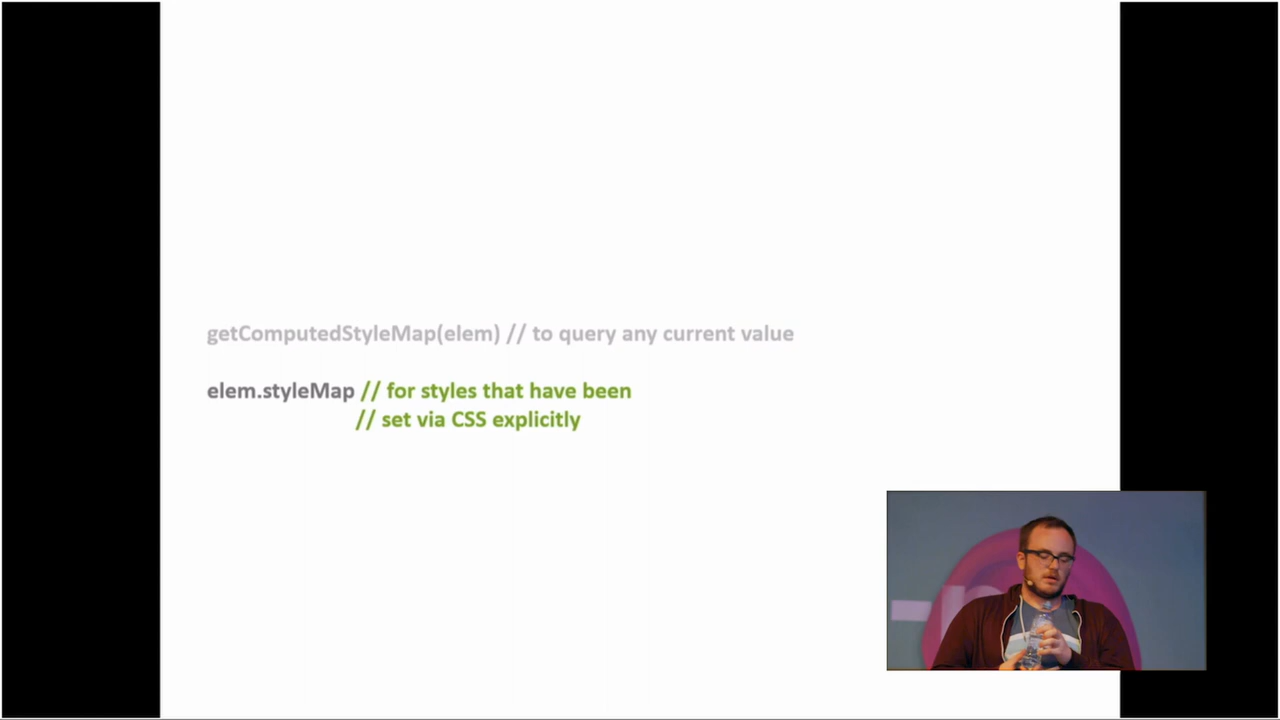 getComputedStyleMap(elem) // to query any current value
elem.styleMap // for styles that have been
// set via CSS explicitly